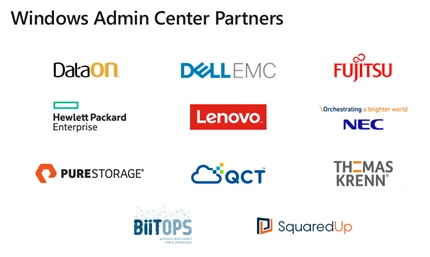 Windows Admin Center Partners
DataON
DELLEMC
FUJITSU
Hewlett Packard
Enterprise
Lenovo
\Orchestrating a brighter world
NEC
PURESTORAGE®
QCT
THOMAS
KRENN®
BiiTOPS
SquaredUp